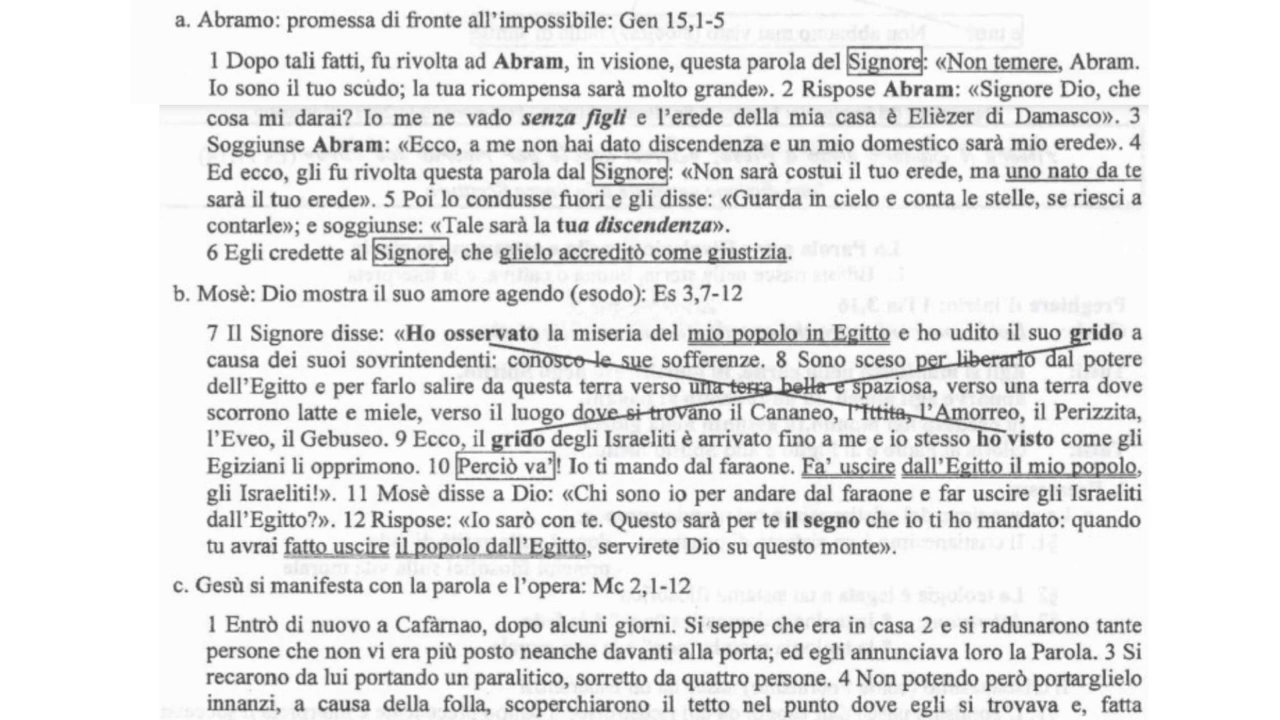 a. Abramo: promessa di fronte all'impossibile: Gen 15,1-5
1 Dopo tali fatti, fu rivolta ad Abram, in visione, questa parola del Signore: «Non temere, Abram.
Io sono il tuo scudo; la tua ricompensa sarà molto grande». 2 Rispose Abram: «Signore Dio, che
cosa mi darai? Io me ne vado senza figli e l'erede della mia casa è Elièzer di Damasco». 3
Soggiunse Abram: «Ecco, a me non hai dato discendenza e un mio domestico sarà mio erede». 4
Ed ecco, gli fu rivolta questa parola dal Signore: «Non sarà costui il tuo erede, ma uno nato da te
sarà il tuo erede». 5 Poi lo condusse fuori e gli disse: «Guarda in cielo e conta le stelle, se riesci a
contarle»; e soggiunse: «Tale sarà la tua discendenza».
6 Egli credette al Signore, che glielo accreditò come giustizia.
b. Mosè: Dio mostra il suo amore agendo (esodo): Es 3,7-12
7 Il Signore disse: «Ho osservato la miseria del mio popolo in Egitto e ho udito il suo grido a
causa dei suoi sovrintendenti: conosco le sue sofferenze. 8 Sono sceso per liberarlo dal potere
dell'Egitto e per farlo salire da questa terra verso una terra bella e spaziosa, verso una terra dove
scorrono latte e miele, verso il luogo dove si trovano il Cananeo, l'Ittita, l'Amorreo, il Perizzita,
l'Eveo, il Gebuseo. 9 Ecco, il grido degli Israeliti è arrivato fino a me e io stesso ho visto come gli
Egiziani li opprimono. 10 Perciò va'! Io ti mando dal faraone. Fa' uscire dall'Egitto il mio popolo,
gli Israeliti!». 11 Mosè disse a Dio: «Chi sono io per andare dal faraone e far uscire gli Israeliti
dall'Egitto?». 12 Rispose: «Io sarò con te. Questo sarà per te il segno che io ti ho mandato: quando
tu avrai fatto uscire il popolo dall'Egitto, servirete Dio su questo monte».
c. Gesù si manifesta con la parola e l'opera: Mc 2,1-12
1 Entrò di nuovo a Cafàrnao, dopo alcuni giorni. Si seppe che era in casa 2 e si radunarono tante
persone che non vi era più posto neanche davanti alla porta; ed egli annunciava loro la Parola. 3 Si
recarono da lui portando un paralitico, sorretto da quattro persone. 4 Non potendo però portarglielo
innanzi, a causa della folla, scoperchiarono il tetto nel punto dove egli si trovava e, fatta